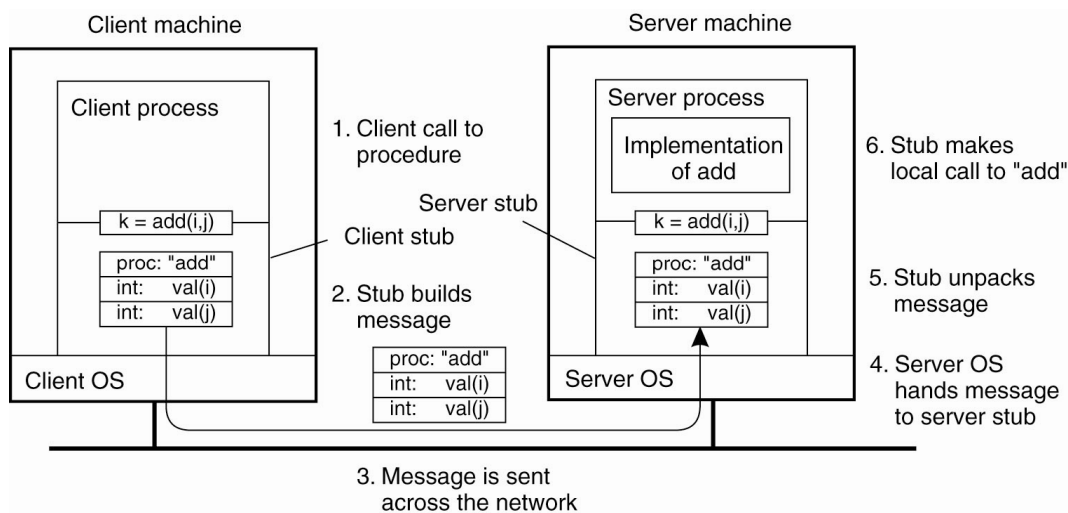 Client machine
Server machine
Client process
1. Client call to
procedure
Server process
Implementation
of add
6. Stub makes
local call to "add"
Server stub
k = add(i,j)
Client stub
k = add(i,j)
proc: "add"
int: val(i)
int: val(j)
2. Stub builds
message
proc: "add"
int: val(i)
int: val(j)
proc: "add"
int: val(i)
int: val(j)
5. Stub unpacks
message
Client OS
Server OS
4. Server OS
hands message
to server stub
3. Message is sent
across the network